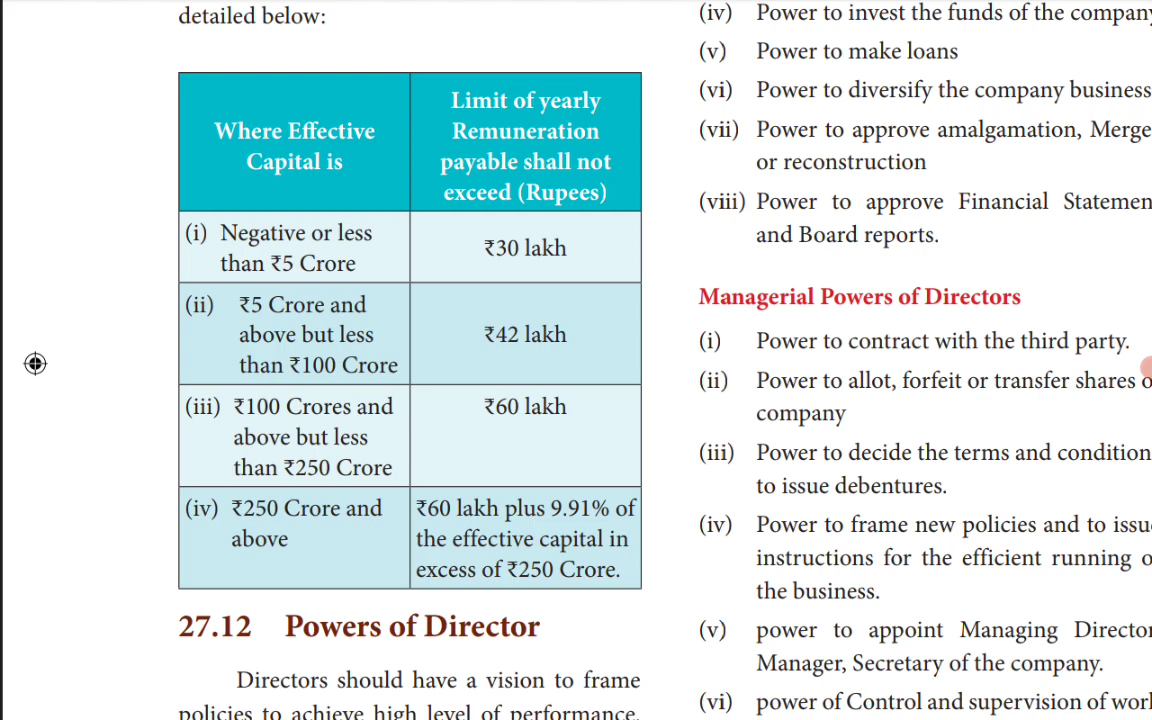 detailed below:
Where Effective
Capital is
Limit of yearly
Remuneration
payable shall not
exceed (Rupees)
(i) Negative or less
than ₹5 Crore
₹30 lakh
(ii) ₹5 Crore and
above but less
than ₹100 Crore
₹42 lakh
(iii) ₹100 Crores and
above but less
than ₹250 Crore
₹60 lakh
(iv) ₹250 Crore and
above
₹60 lakh plus 9.91% of
the effective capital in
excess of ₹250 Crore.
27.12 Powers of Director
Directors should have a vision to frame
policies to achieve high level of performance.
(iv) Power to invest the funds of the company
(v) Power to make loans
(vi) Power to diversify the company business
(vii) Power to approve amalgamation, Merge
or reconstruction
(viii) Power to approve Financial Statemen
and Board reports.
Managerial Powers of Directors
(i) Power to contract with the third party.
(ii) Power to allot, forfeit or transfer shares o
company
(iii) Power to decide the terms and condition
to issue debentures.
(iv) Power to frame new policies and to issu
instructions for the efficient running o
the business.
(v) power to appoint Managing Director
Manager, Secretary of the company.
(vi) power of Control and supervision of work